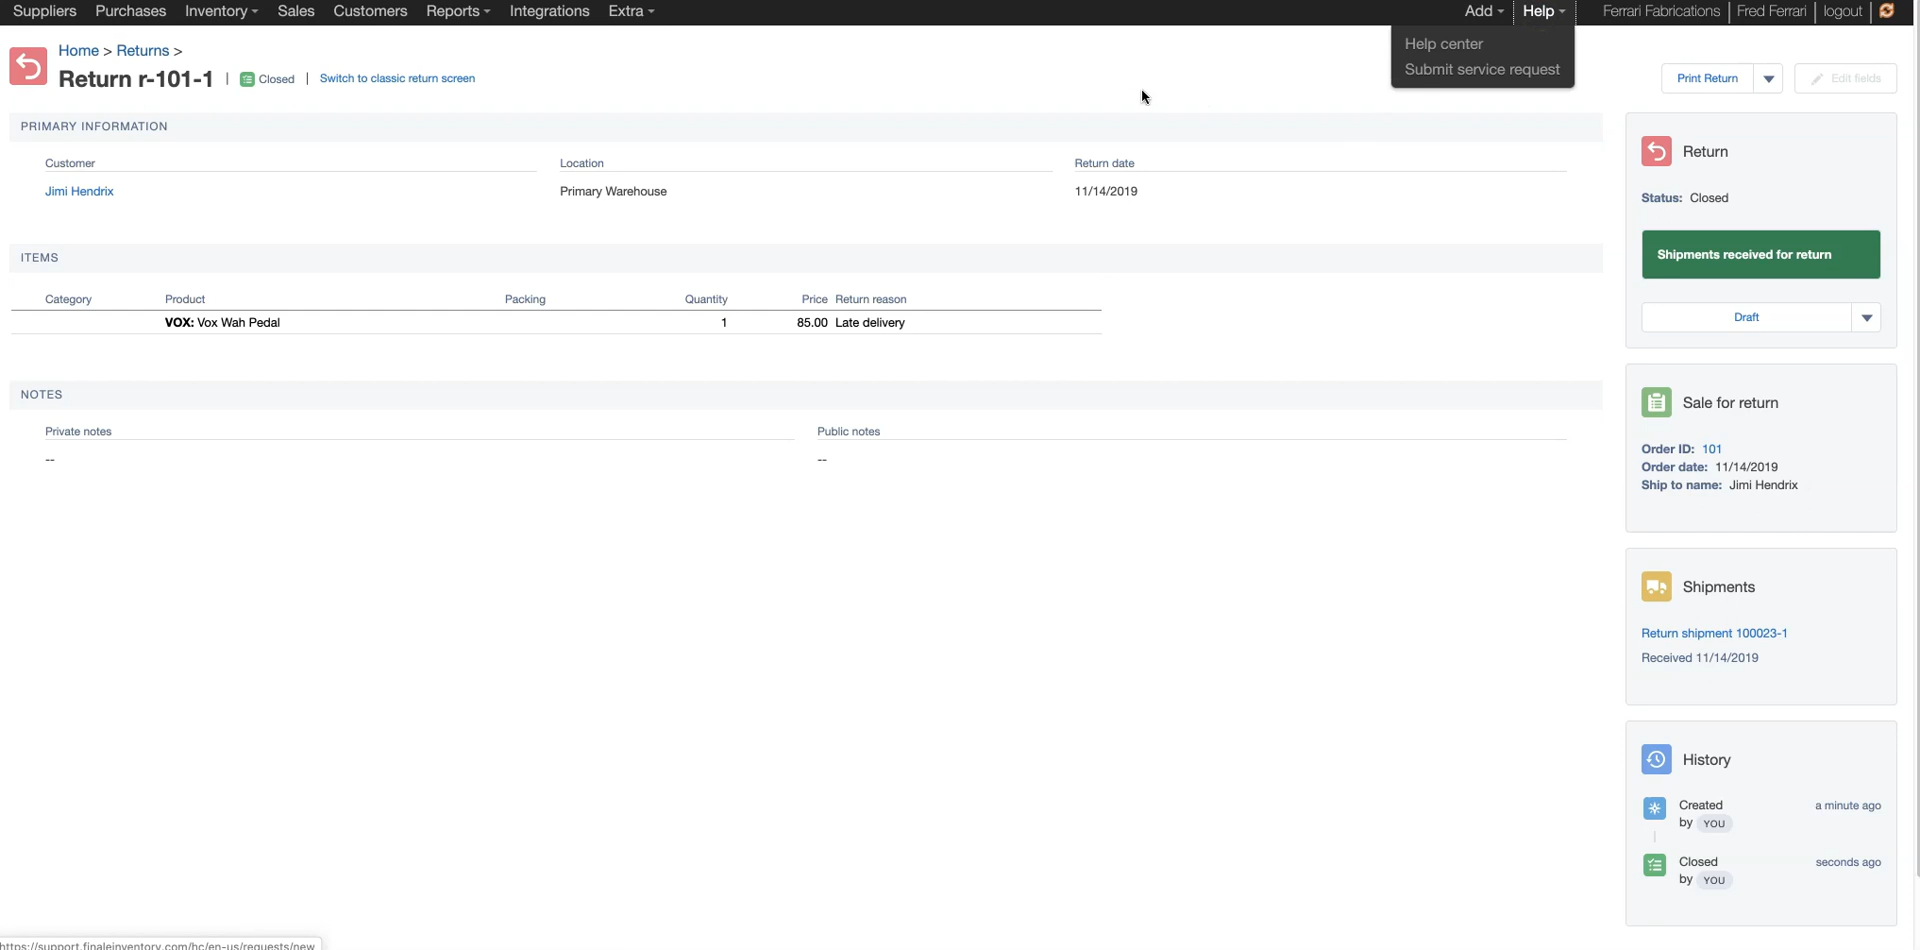 Suppliers Purchases Inventory Sales Customers Reports Integrations Extra Add Help Ferrari Fabrications Fred Ferrari logout
Help center
Submit service request
Home > Returns >
Return r-101-1 | Closed | Switch to classic return screen
Print Return Edit fields
PRIMARY INFORMATION
Customer Location Return date
Jimi Hendrix Primary Warehouse 11/14/2019
ITEMS
Category Product Packing Quantity Price Return reason
VOX: Vox Wah Pedal 1 85.00 Late delivery
NOTES
Private notes Public notes
-- --
Return
Status: Closed
Shipments received for return
Draft
Sale for return
Order ID: 101
Order date: 11/14/2019
Ship to name: Jimi Hendrix
Shipments
Return shipment 100023-1
Received 11/14/2019
History
Created a minute ago
by YOU
Closed seconds ago
by YOU
https://support.finaleinventory.com/hc/en-us/requests/new